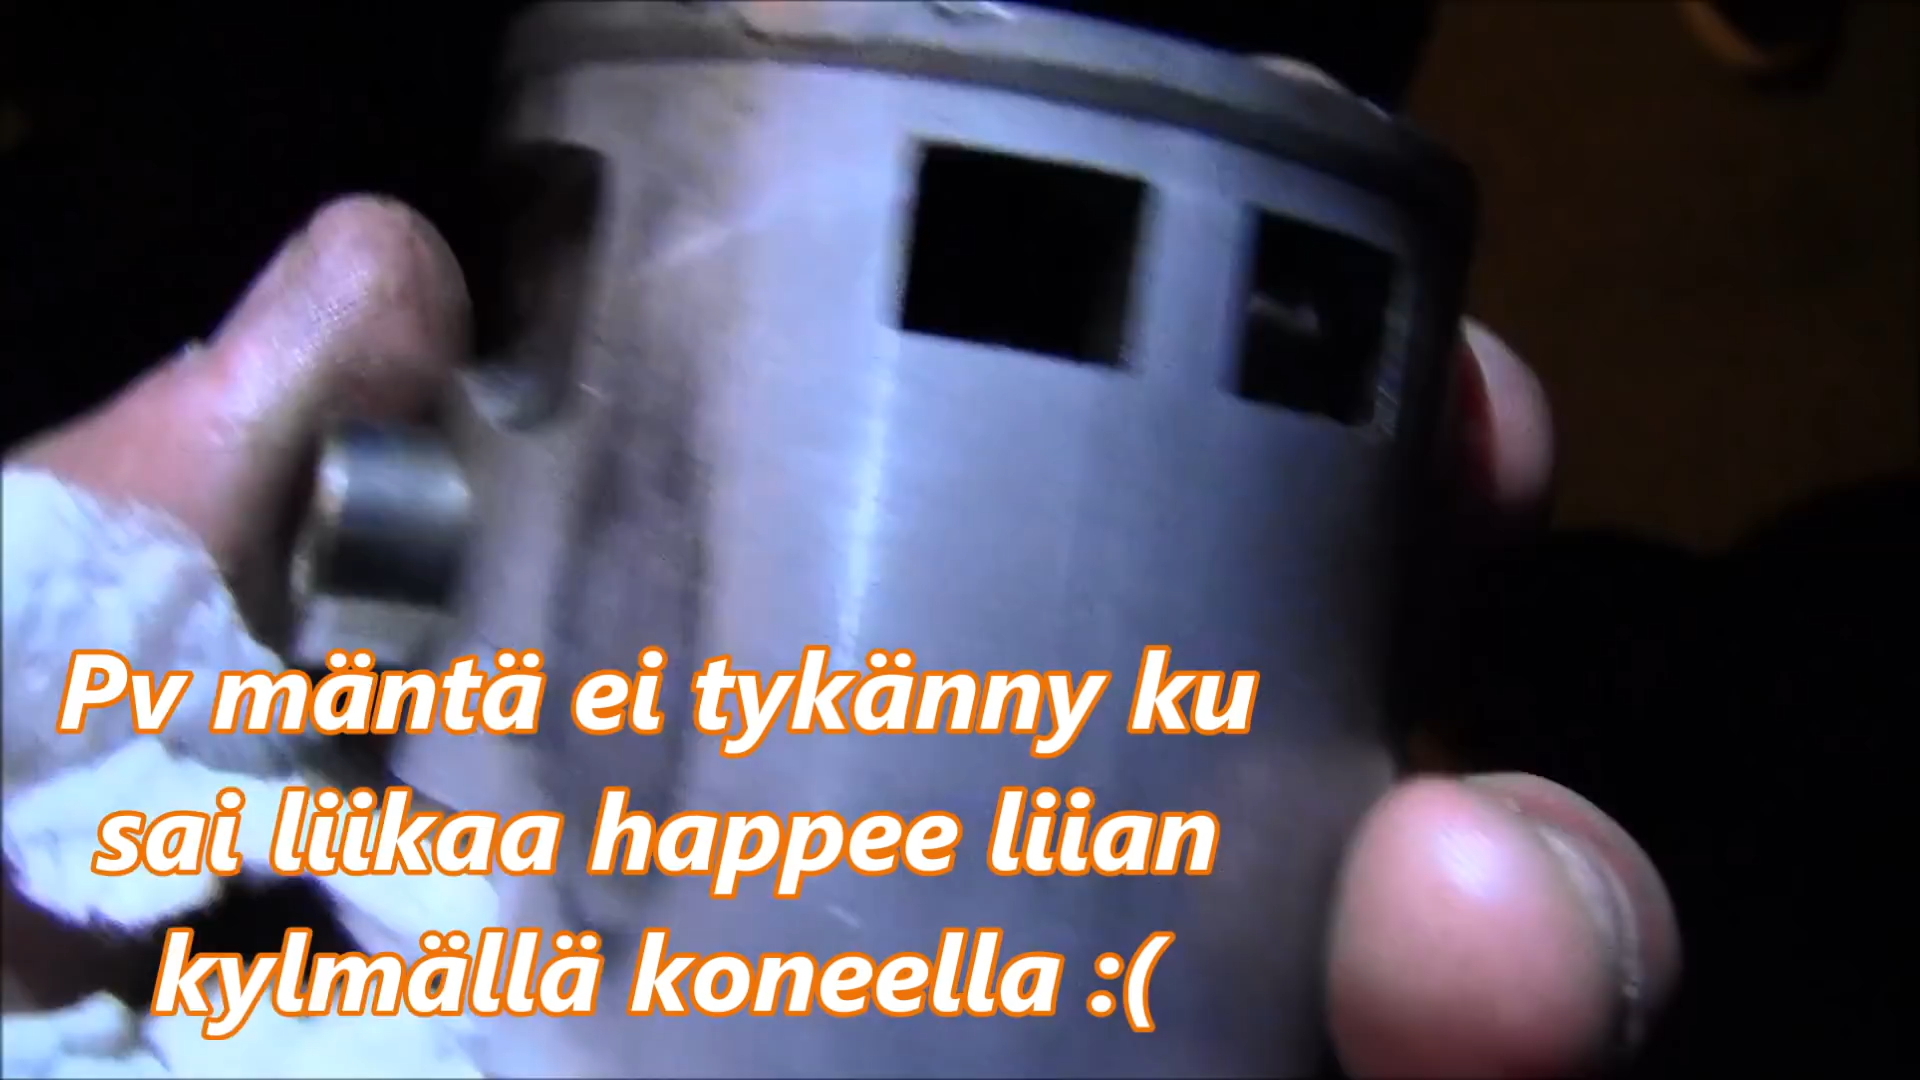 Pv mäntä ei tykänny ku
sai liikaa happee liian
kylmällä koneella :(